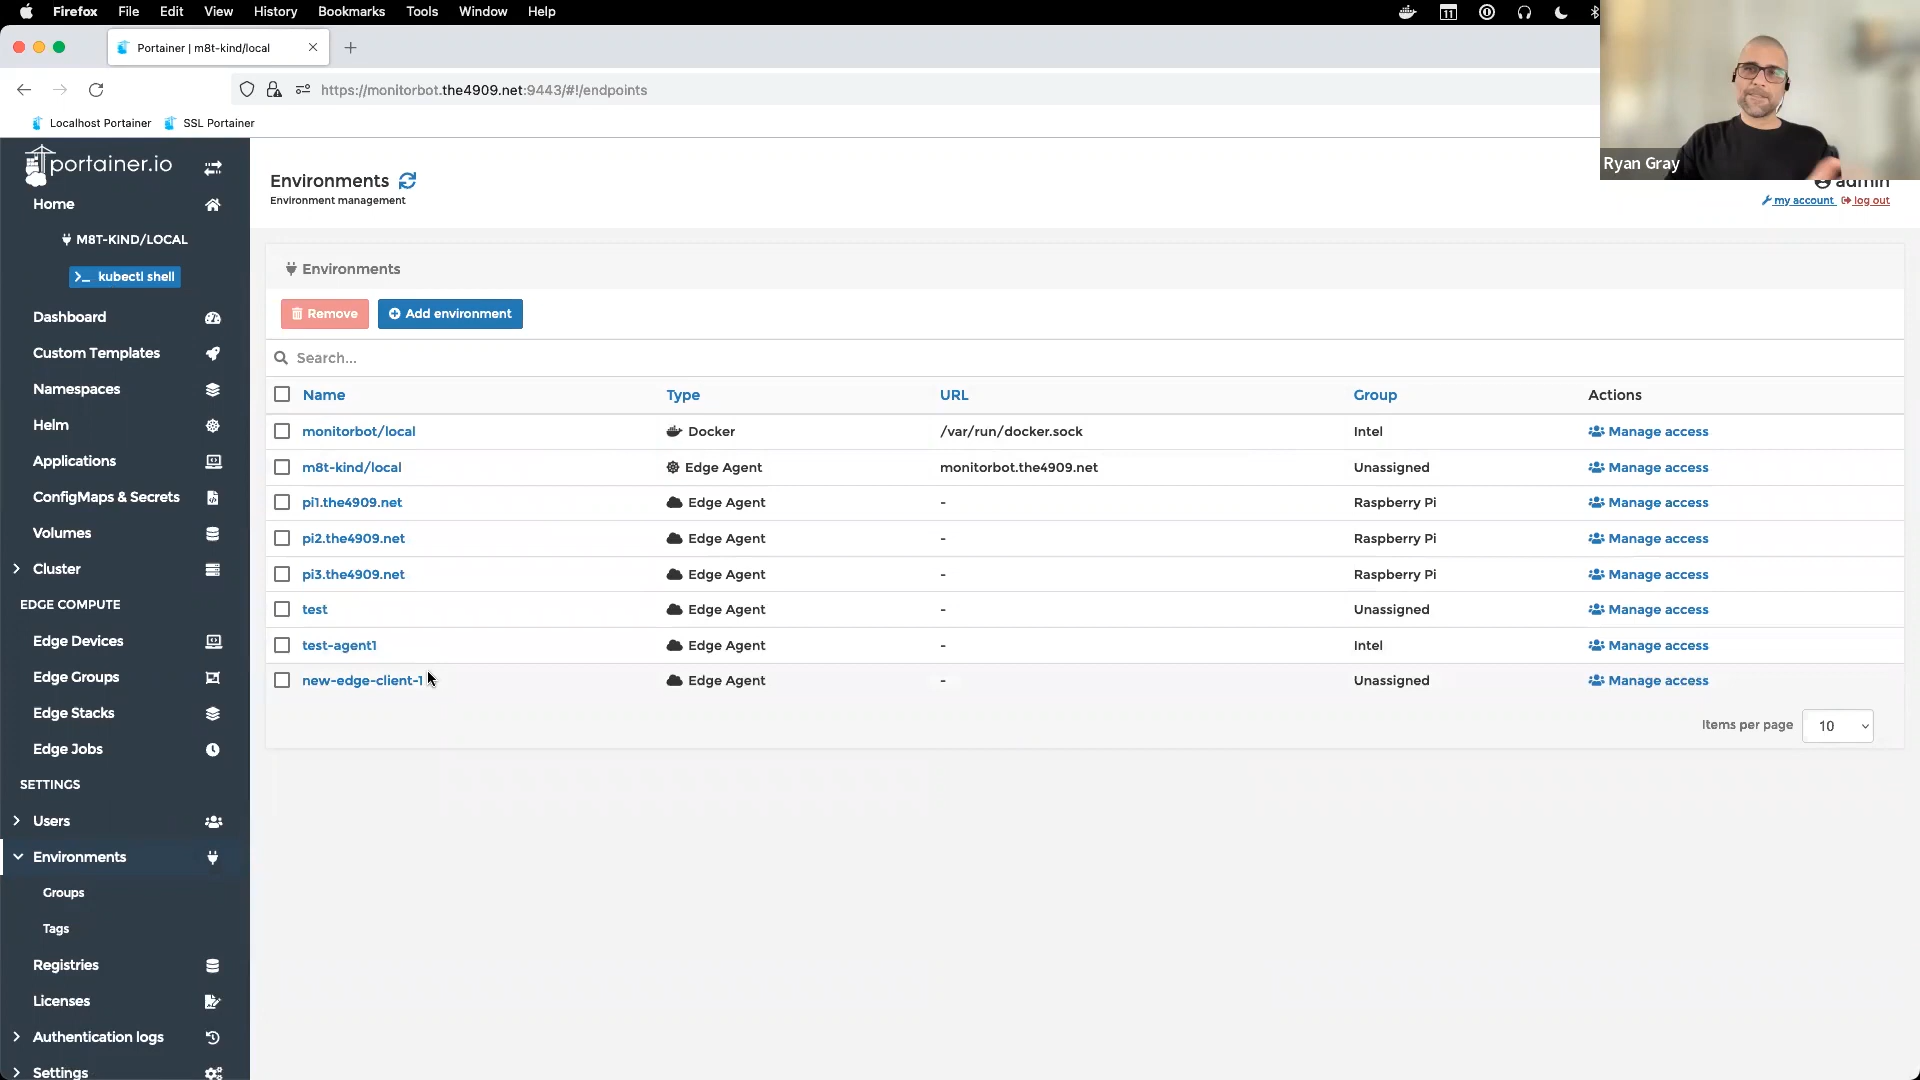 Firefox File Edit View History Bookmarks Tools Window Help
11
Portainer | m8t-kind/local
https://monitorbot.the4909.net:9443/#!/endpoints
Localhost Portainer SSL Portainer
Ryan Gray
portainer.io
Home
M8T-KIND/LOCAL
>_ kubectl shell
Dashboard
Custom Templates
Namespaces
Helm
Applications
ConfigMaps & Secrets
Volumes
Cluster
EDGE COMPUTE
Edge Devices
Edge Groups
Edge Stacks
Edge Jobs
SETTINGS
Users
Environments
Groups
Tags
Registries
Licenses
Authentication logs
Settings
Environments
Environment management
admin
my account log out
Environments
Remove Add environment
Search...
Name Type URL Group Actions
monitorbot/local Docker /var/run/docker.sock Intel Manage access
m8t-kind/local Edge Agent monitorbot.the4909.net Unassigned Manage access
pi1.the4909.net Edge Agent - Raspberry Pi Manage access
pi2.the4909.net Edge Agent - Raspberry Pi Manage access
pi3.the4909.net Edge Agent - Raspberry Pi Manage access
test Edge Agent - Unassigned Manage access
test-agent1 Edge Agent - Intel Manage access
new-edge-client-1 Edge Agent - Unassigned Manage access
Items per page 10